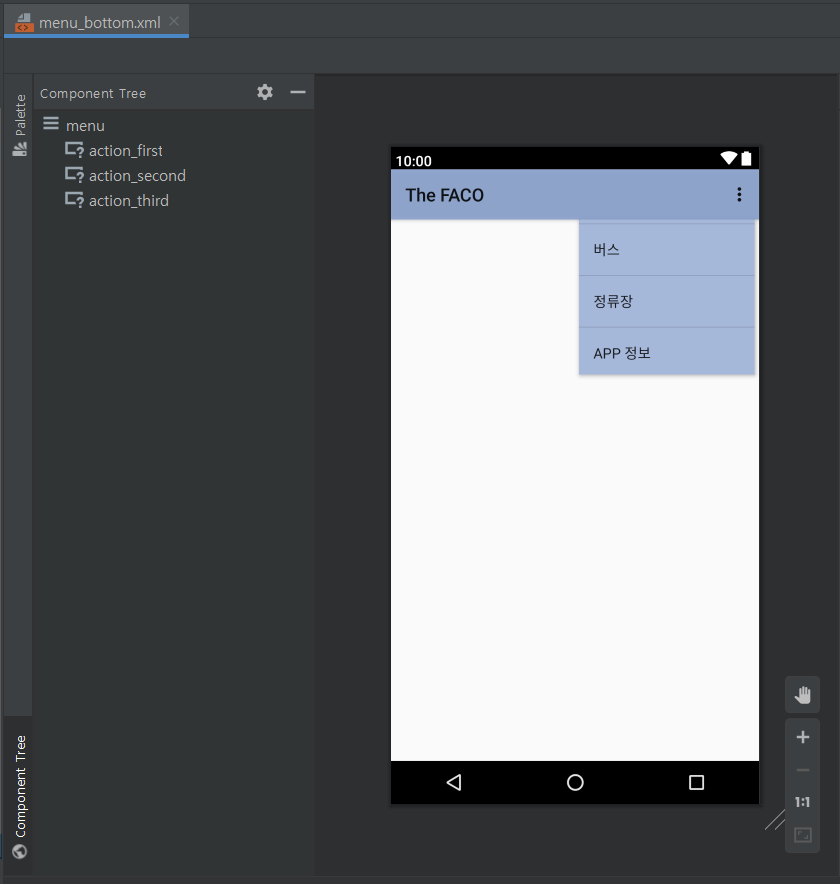 menu_bottom.xml
Component Tree
Palette
menu
action_first
action_second
action_third
10:00
The FACO
버스
정류장
APP 정보
1:1
Component Tree